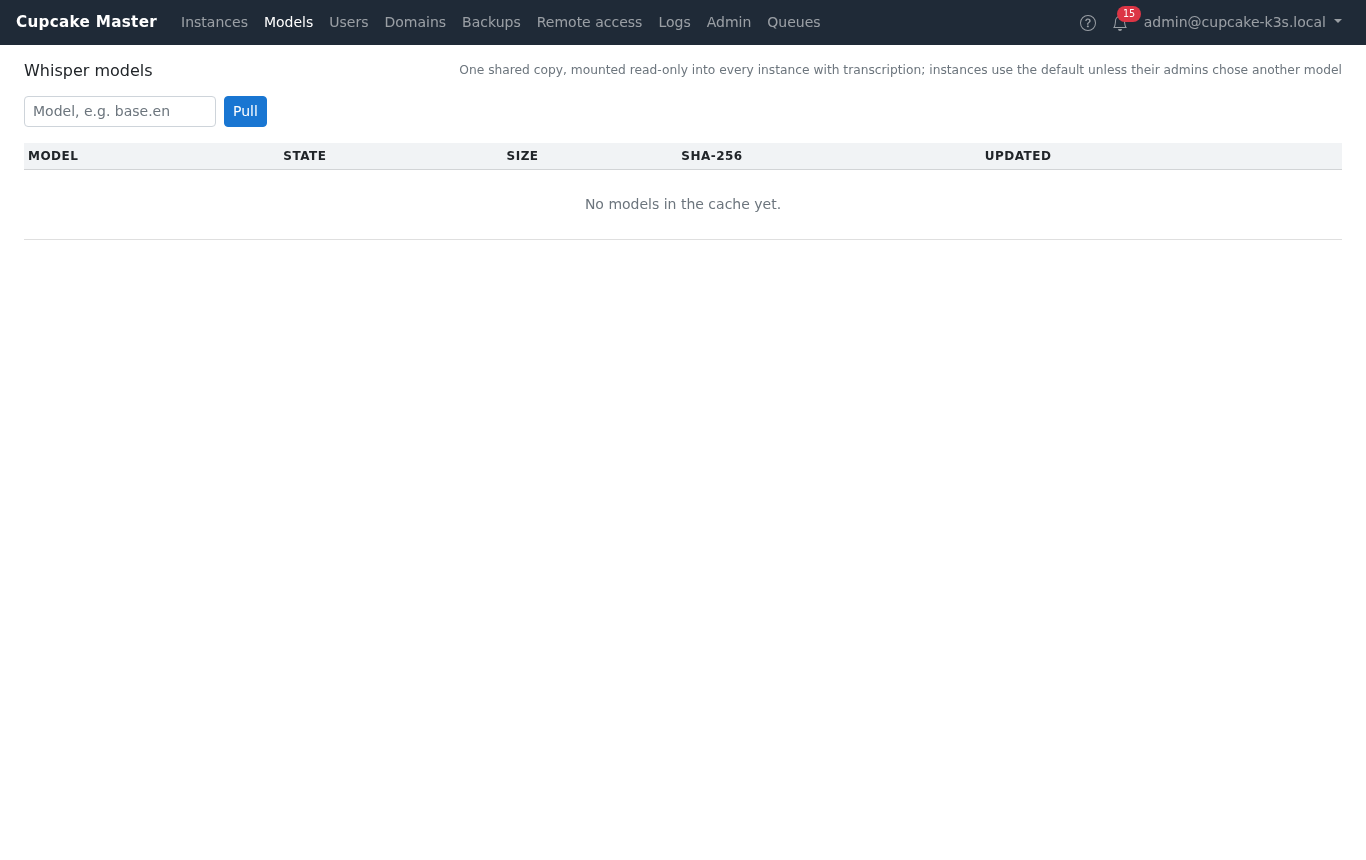 Cupcake Master Instances Models Users Domains Backups Remote access Logs Admin Queues 15 admin@cupcake-k3s.local
Whisper models One shared copy, mounted read-only into every instance with transcription; instances use the default unless their admins chose another model
Model, e.g. base.en Pull
MODEL STATE SIZE SHA-256 UPDATED
No models in the cache yet.